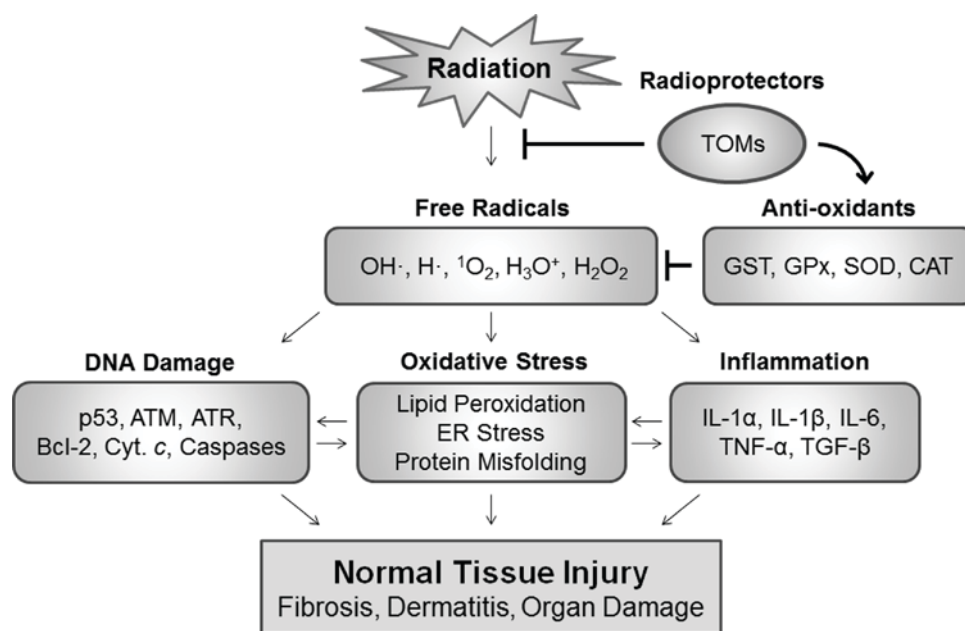 Radiation
Radioprotectors
TOMs
Free Radicals
Anti-oxidants
OH·, H·, ¹O₂, H₃O⁺, H₂O₂
GST, GPx, SOD, CAT
DNA Damage
Oxidative Stress
Inflammation
p53, ATM, ATR,
Bcl-2, Cyt. c, Caspases
Lipid Peroxidation
ER Stress
Protein Misfolding
IL-1α, IL-1β, IL-6,
TNF-α, TGF-β
Normal Tissue Injury
Fibrosis, Dermatitis, Organ Damage